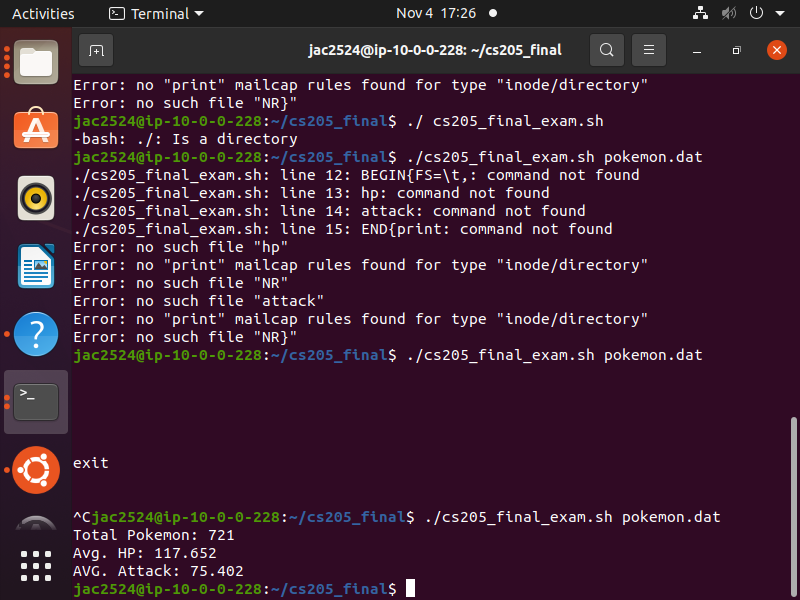 Activities
Terminal
Nov 4 17:26
jac2524@ip-10-0-0-228: ~/cs205_final
Error: no "print" mailcap rules found for type "inode/directory"
Error: no such file "NR}"
jac2524@ip-10-0-0-228:~/cs205_final$ ./ cs205_final_exam.sh
-bash: ./: Is a directory
jac2524@ip-10-0-0-228:~/cs205_final$ ./cs205_final_exam.sh pokemon.dat
./cs205_final_exam.sh: line 12: BEGIN{FS=\t,: command not found
./cs205_final_exam.sh: line 13: hp: command not found
./cs205_final_exam.sh: line 14: attack: command not found
./cs205_final_exam.sh: line 15: END{print: command not found
Error: no such file "hp"
Error: no "print" mailcap rules found for type "inode/directory"
Error: no such file "NR"
Error: no such file "attack"
Error: no "print" mailcap rules found for type "inode/directory"
Error: no such file "NR}"
jac2524@ip-10-0-0-228:~/cs205_final$ ./cs205_final_exam.sh pokemon.dat
exit
^Cjac2524@ip-10-0-0-228:~/cs205_final$ ./cs205_final_exam.sh pokemon.dat
Total Pokemon: 721
Avg. HP: 117.652
AVG. Attack: 75.402
jac2524@ip-10-0-0-228:~/cs205_final$